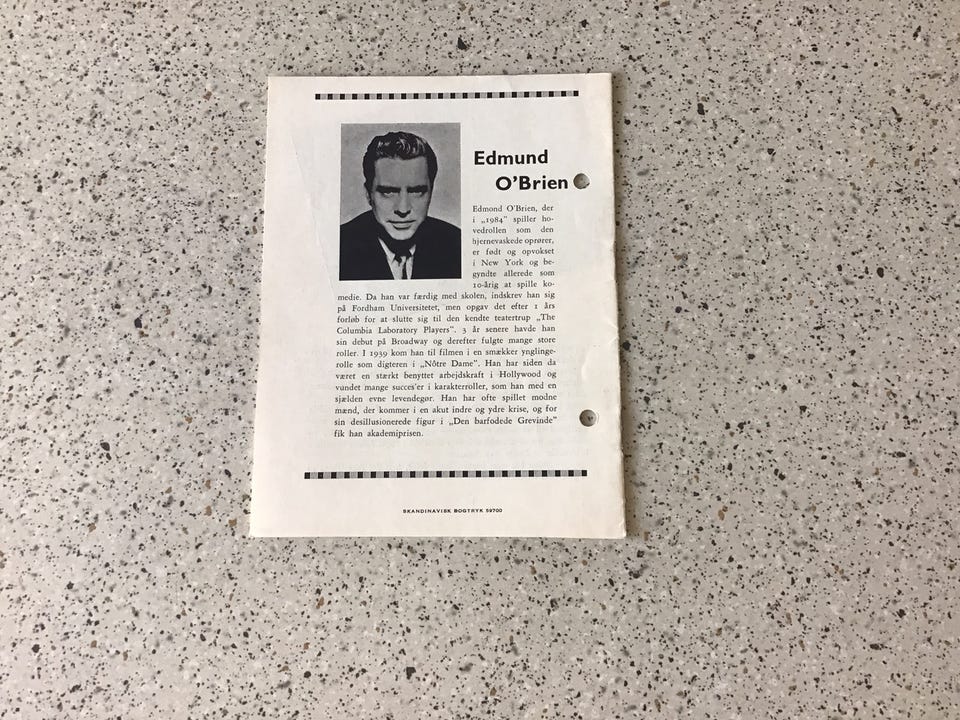 Edmund
O'Brien
Edmond O'Brien, der
i „1984" spiller ho-
vedrollen som den
hjernevaskede oprører,
er født og opvokset
i New York og be-
gyndte allerede som
10-årig at spille ko-
medie. Da han var færdig med skolen, indskrev han sig
på Fordham Universitetet, men opgav det efter 1 års
forløb for at slutte sig til den kendte teatertrup „The
Columbia Laboratory Players". 3 år senere havde han
sin debut på Broadway og derefter fulgte mange store
roller. I 1939 kom han til filmen i en smækker ynglinge-
rolle som digteren i „Nôtre Dame". Han har siden da
været en stærkt benyttet arbejdskraft i Hollywood og
vundet mange succes'er i karakterroller, som han med en
sjælden evne levendegør. Han har ofte spillet modne
mænd, der kommer i en akut indre og ydre krise, og for
sin desillusionerede figur i „Den barfodede Grevinde"
fik han akademiprisen.
SKANDINAVISK BOGTRYK 59700